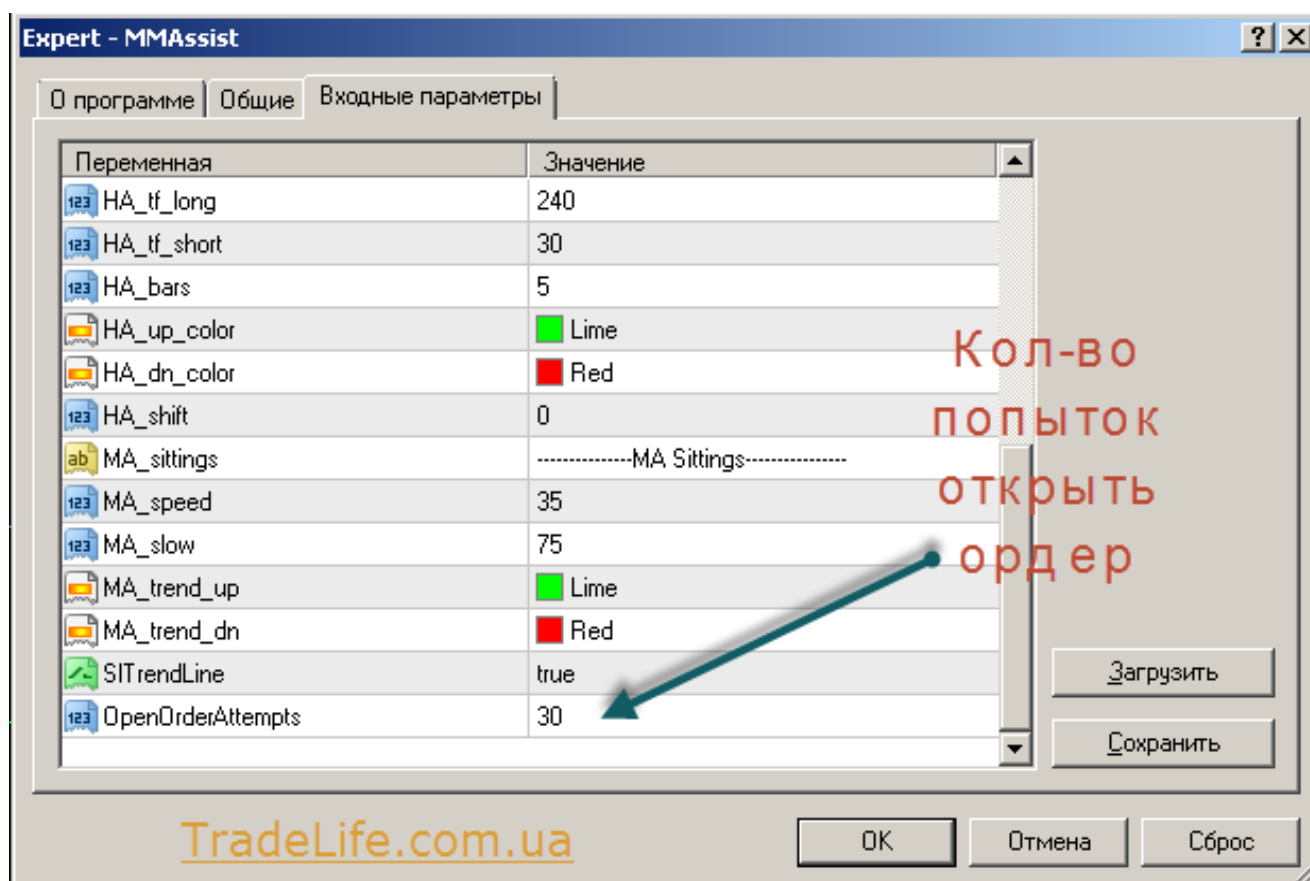 Expert - MMAssist
О программе Общие Входные параметры
Переменная Значение
HA_tf_long 240
HA_tf_short 30
HA_bars 5
HA_up_color Lime
HA_dn_color Red
HA_shift 0
MA_sittings ---------------MA Sittings----------------
MA_speed 35
MA_slow 75
MA_trend_up Lime
MA_trend_dn Red
SlTrendLine true
OpenOrderAttempts 30
Кол-во
попыток
открыть
ордер
Загрузить
Сохранить
TradeLife.com.ua
OK Отмена Сброс